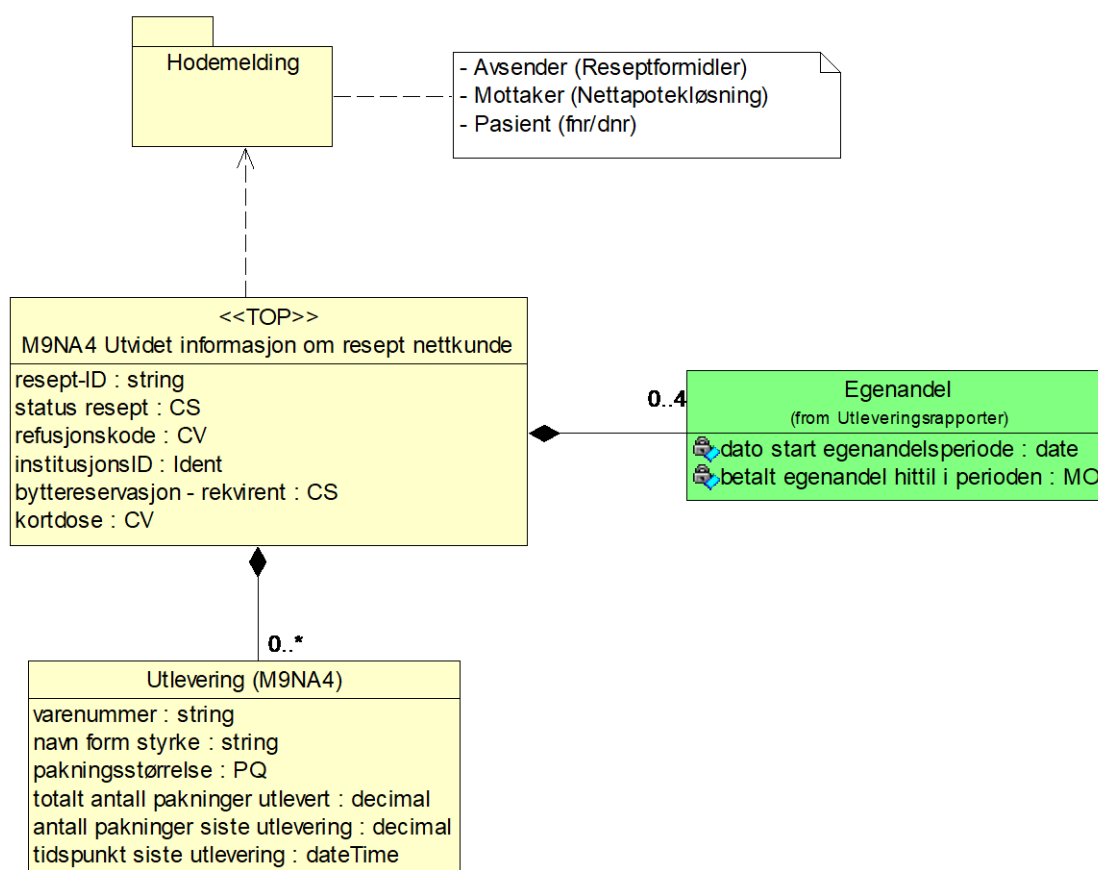 Hodemelding
- Avsender (Reseptformidler)
- Mottaker (Nettapotekløsning)
- Pasient (fnr/dnr)
<<TOP>>
M9NA4 Utvidet informasjon om resept nettkunde
resept-ID : string
status resept : CS
refusjonskode : CV
institusjonsID : Ident
byttereservasjon - rekvirent : CS
kortdose : CV
0..4
Egenandel
(from Utleveringsrapporter)
dato start egenandelsperiode : date
betalt egenandel hittil i perioden : MO
0..*
Utlevering (M9NA4)
varenummer : string
navn form styrke : string
pakningsstørrelse : PQ
totalt antall pakninger utlevert : decimal
antall pakninger siste utlevering : decimal
tidspunkt siste utlevering : dateTime